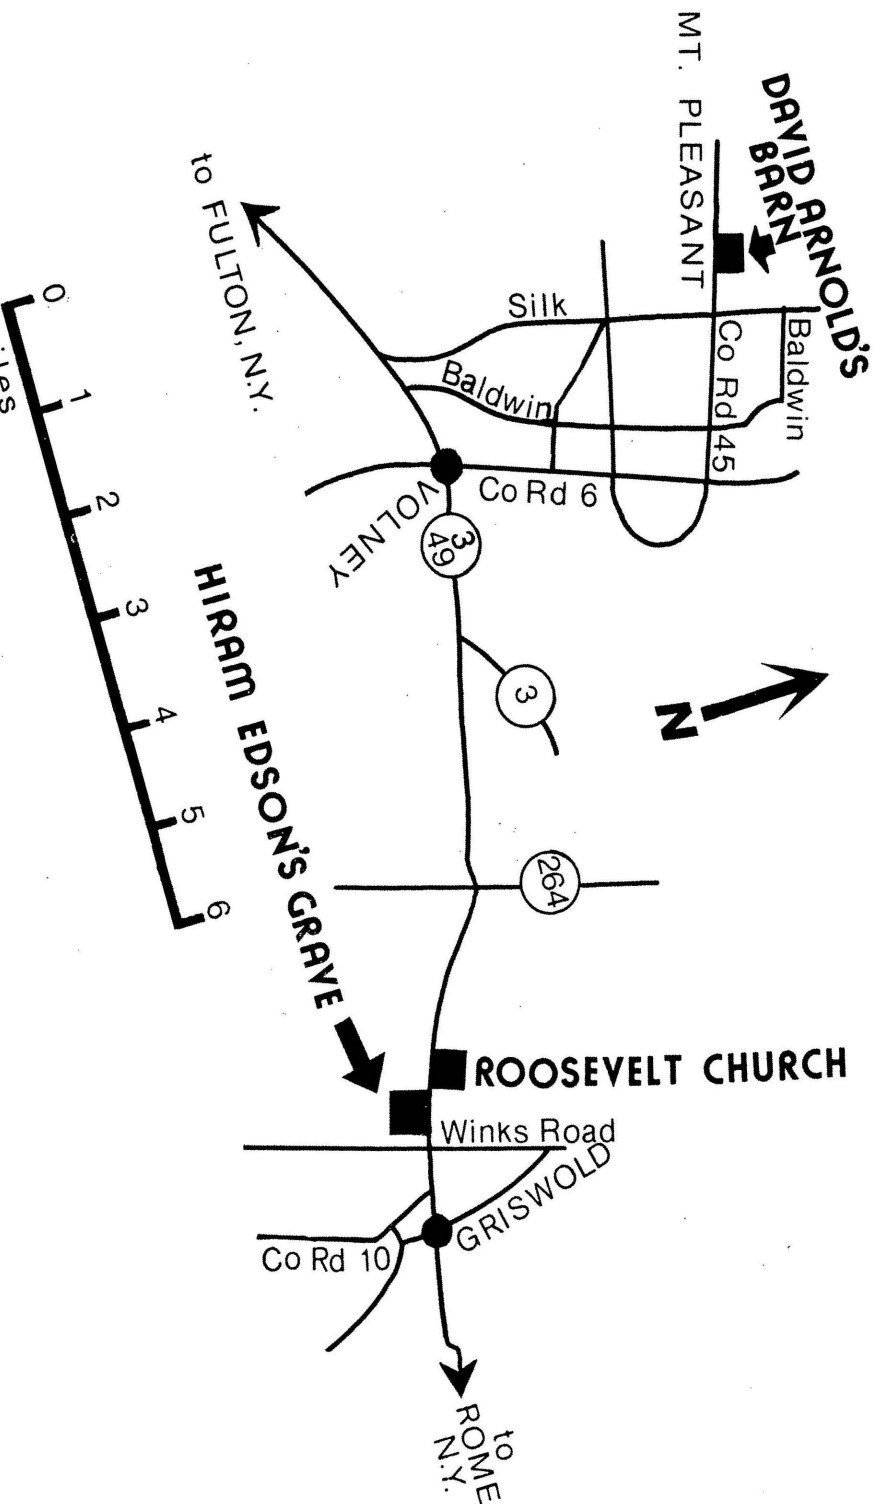 MT. PLEASANT
DAVID ARNOLD'S
BARN
to FULTON, N.Y.
Silk
Baldwin
Baldwin
Co Rd 45
Co Rd 6
VOLNEY
3
49
3
N
264
0 1 2 3 4 5 6
HIRAM EDSON'S GRAVE
ROOSEVELT CHURCH
Winks Road
GRISWOLD
Co Rd 10
to
ROME
N.Y.